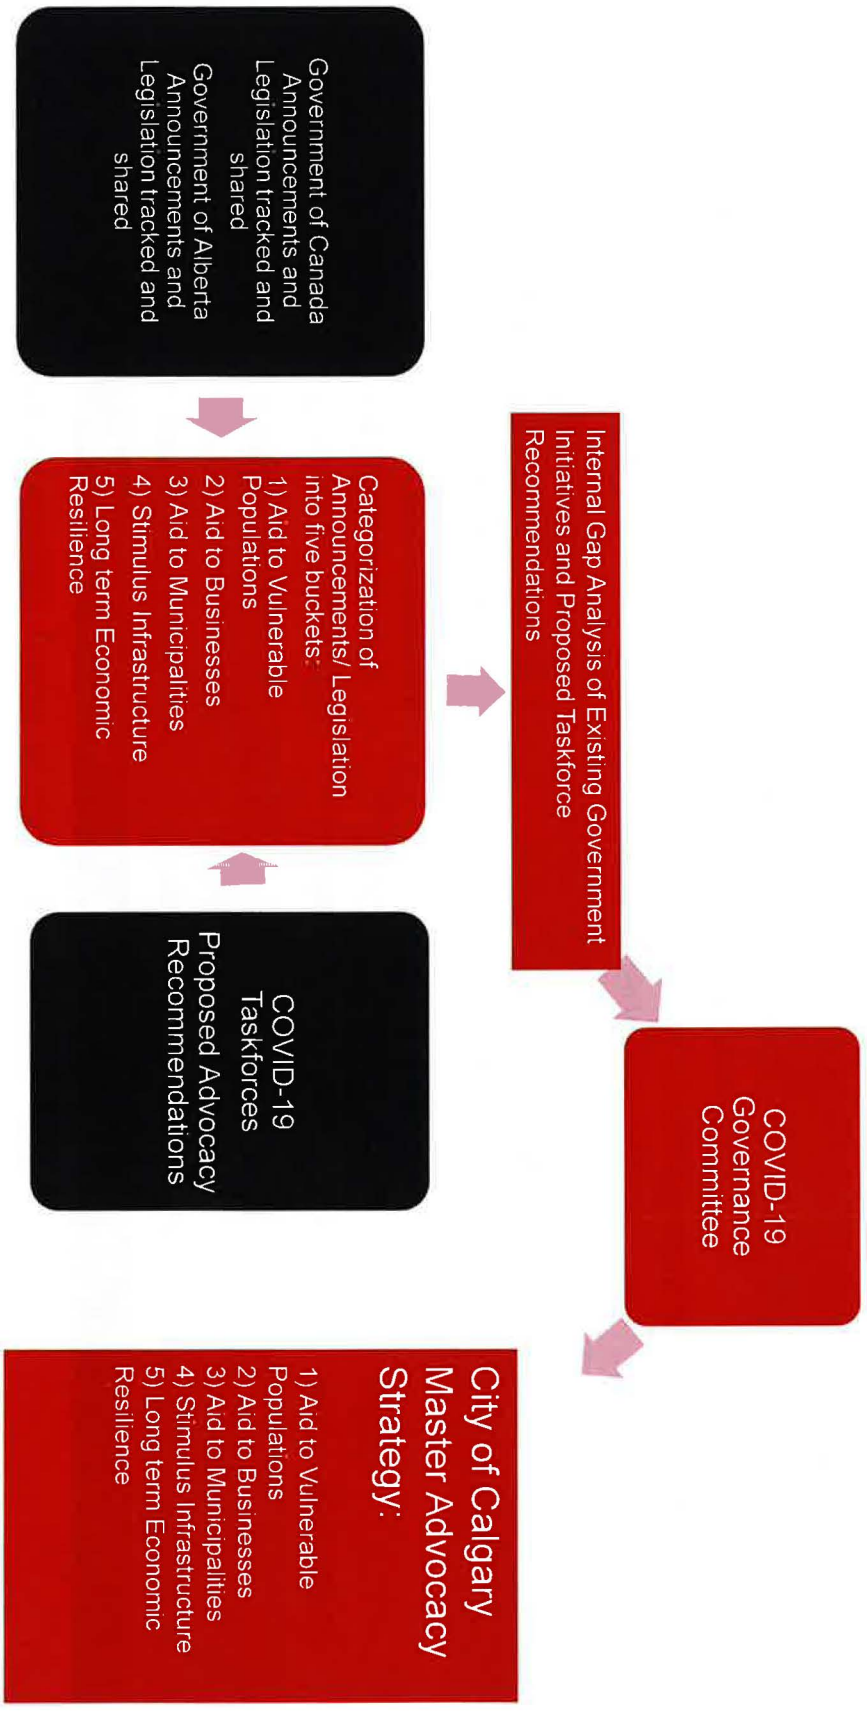 Government of Canada
Announcements and
Legislation tracked and
shared
Government of Alberta
Announcements and
Legislation tracked and
shared
Categorization of
Announcements/ Legislation
into five buckets:
1) Aid to Vulnerable
Populations
2) Aid to Businesses
3) Aid to Municipalities
4) Stimulus Infrastructure
5) Long term Economic
Resilience
COVID-19
Taskforces
Proposed Advocacy
Recommendations
Internal Gap Analysis of Existing Government
Initiatives and Proposed Taskforce
Recommendations
COVID-19
Governance
Committee
City of Calgary
Master Advocacy
Strategy:
1) Aid to Vulnerable
Populations
2) Aid to Businesses
3) Aid to Municipalities
4) Stimulus Infrastructure
5) Long term Economic
Resilience